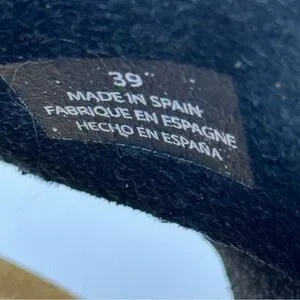 39
MADE IN SPAIN
FABRIQUE EN ESPAGNE
HECHO EN ESPAÑA